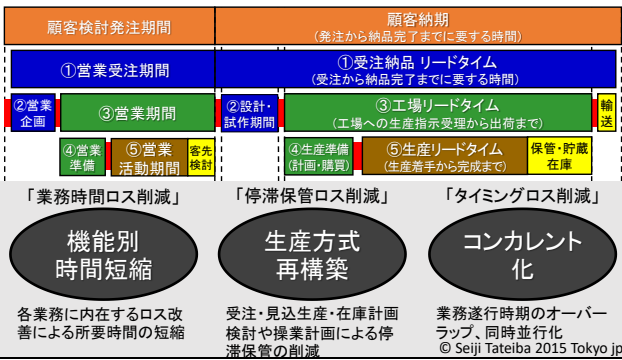 顧客検討発注期間
顧客納期
(発注から納品完了までに要する時間)
①営業受注期間
①受注納品 リードタイム
(受注から納品完了までに要する時間)
②営業
企画
③営業期間
②設計・
試作期間
③工場リードタイム
(工場への生産指示受理から出荷まで)
輸
送
④営業
準備
⑤営業
活動期間
客先
検討
④生産準備
(計画・購買)
⑤生産リードタイム
(生産着手から完成まで)
保管・貯蔵
在庫
「業務時間ロス削減」
「停滞保管ロス削減」
「タイミングロス削減」
機能別
時間短縮
生産方式
再構築
コンカレント
化
各業務に内在するロス改
善による所要時間の短縮
受注・見込生産・在庫計画
検討や操業計画による停
滞保管の削減
業務遂行時期のオーバー
ラップ、同時並行化
© Seiji Tateiba 2015 Tokyo jp